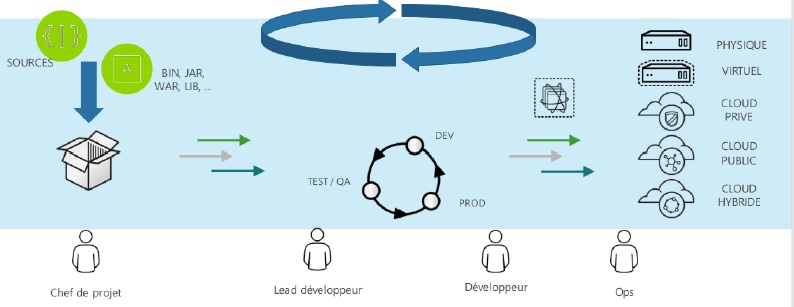 SOURCES
BIN, JAR,
WAR, LIB, ...
DEV
TEST / QA
PROD
PHYSIQUE
VIRTUEL
CLOUD
PRIVE
CLOUD
PUBLIC
CLOUD
HYBRIDE
Chef de projet
Lead développeur
Développeur
Ops